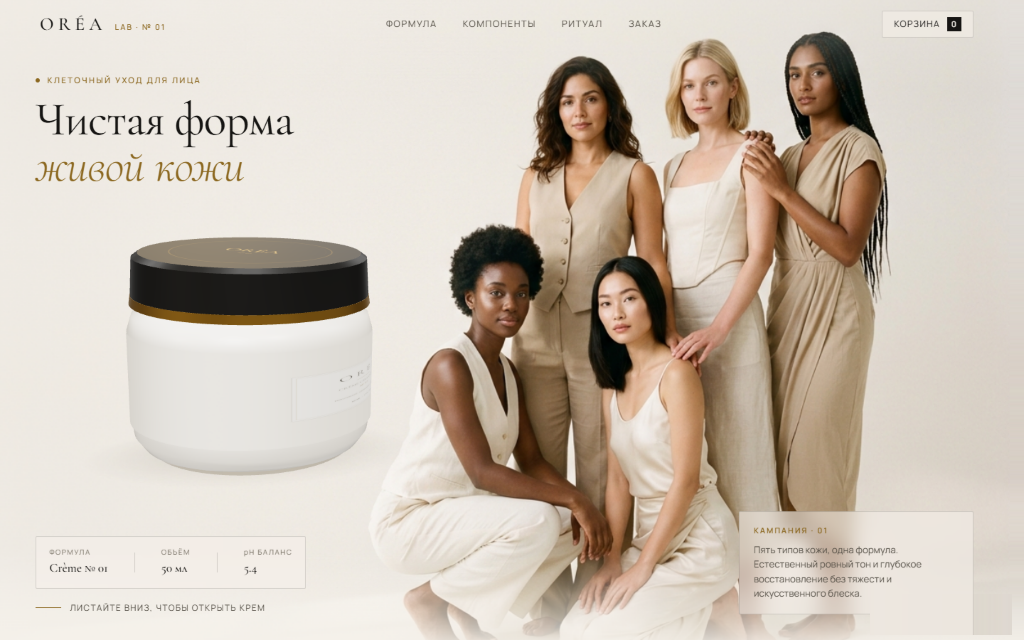 ORÉA LAB · № 01
ФОРМУЛА КОМПОНЕНТЫ РИТУАЛ ЗАКАЗ
КОРЗИНА 0
КЛЕТОЧНЫЙ УХОД ДЛЯ ЛИЦА
Чистая форма
живой кожи
ORÉA
ФОРМУЛА ОБЪЁМ pH БАЛАНС
Crème № 01 50 мл 5.4
ЛИСТАЙТЕ ВНИЗ, ЧТОБЫ ОТКРЫТЬ КРЕМ
КАМПАНИЯ · 01
Пять типов кожи, одна формула.
Естественный ровный тон и глубокое
восстановление без тяжести и
искусственного блеска.